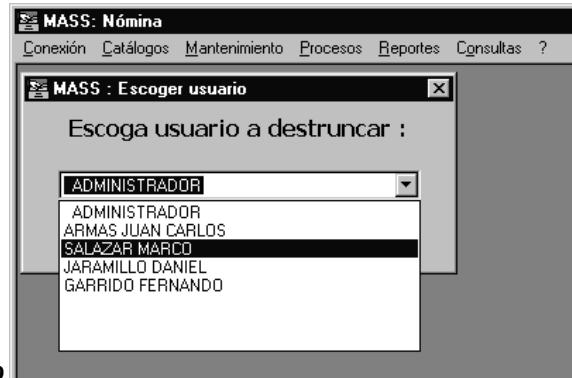 MASS: Nómina
Conexión Catálogos Mantenimiento Procesos Reportes Consultas ?
MASS : Escoger usuario
Escoga usuario a destruncar :
ADMINISTRADOR
ADMINISTRADOR
ARMAS JUAN CARLOS
SALAZAR MARCO
JARAMILLO DANIEL
GARRIDO FERNANDO